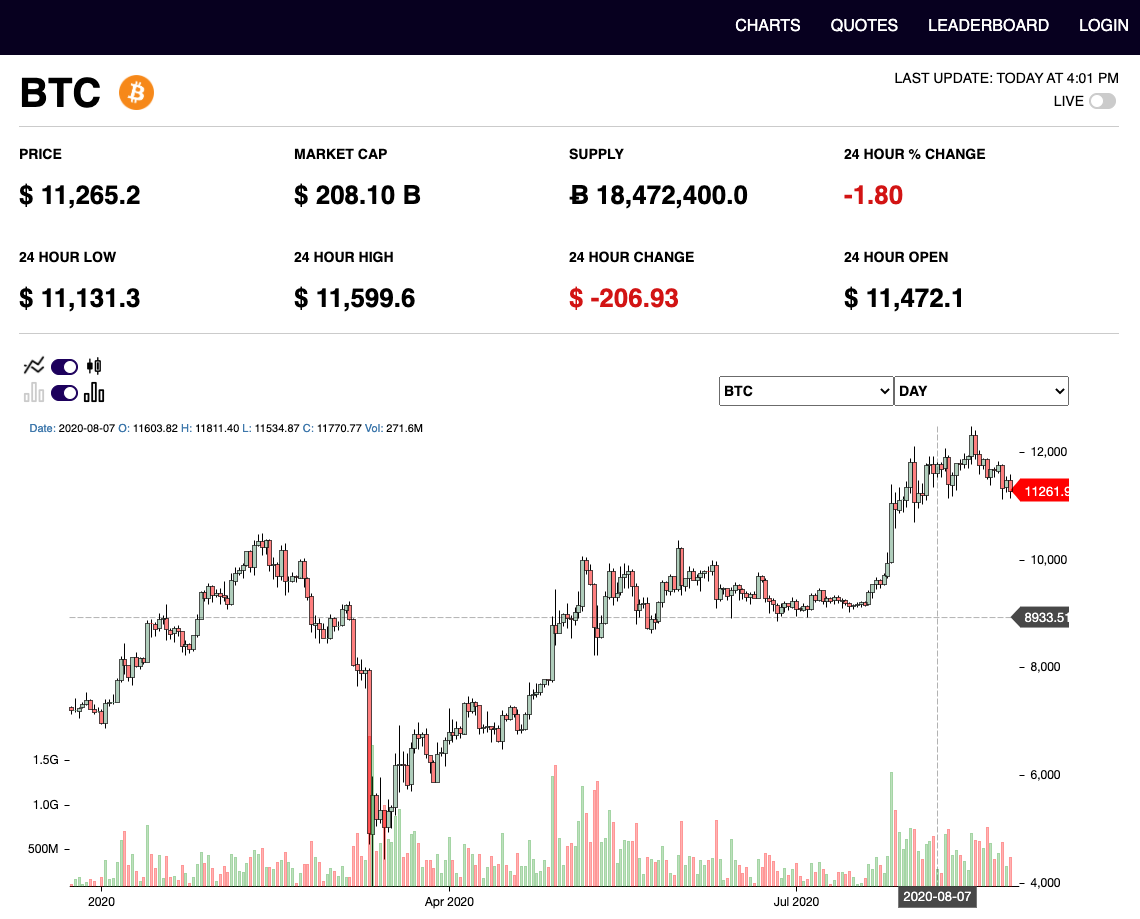 CHARTS QUOTES LEADERBOARD LOGIN
BTC
LAST UPDATE: TODAY AT 4:01 PM
LIVE
PRICE MARKET CAP SUPPLY 24 HOUR % CHANGE
$ 11,265.2 $ 208.10 B Ƀ 18,472,400.0 -1.80
24 HOUR LOW 24 HOUR HIGH 24 HOUR CHANGE 24 HOUR OPEN
$ 11,131.3 $ 11,599.6 $ -206.93 $ 11,472.1
BTC DAY
Date: 2020-08-07 O: 11603.82 H: 11811.40 L: 11534.87 C: 11770.77 Vol: 271.6M
12,000
11261.9
10,000
8933.51
8,000
1.5G
6,000
1.0G
500M
4,000
2020 Apr 2020 Jul 2020 2020-08-07